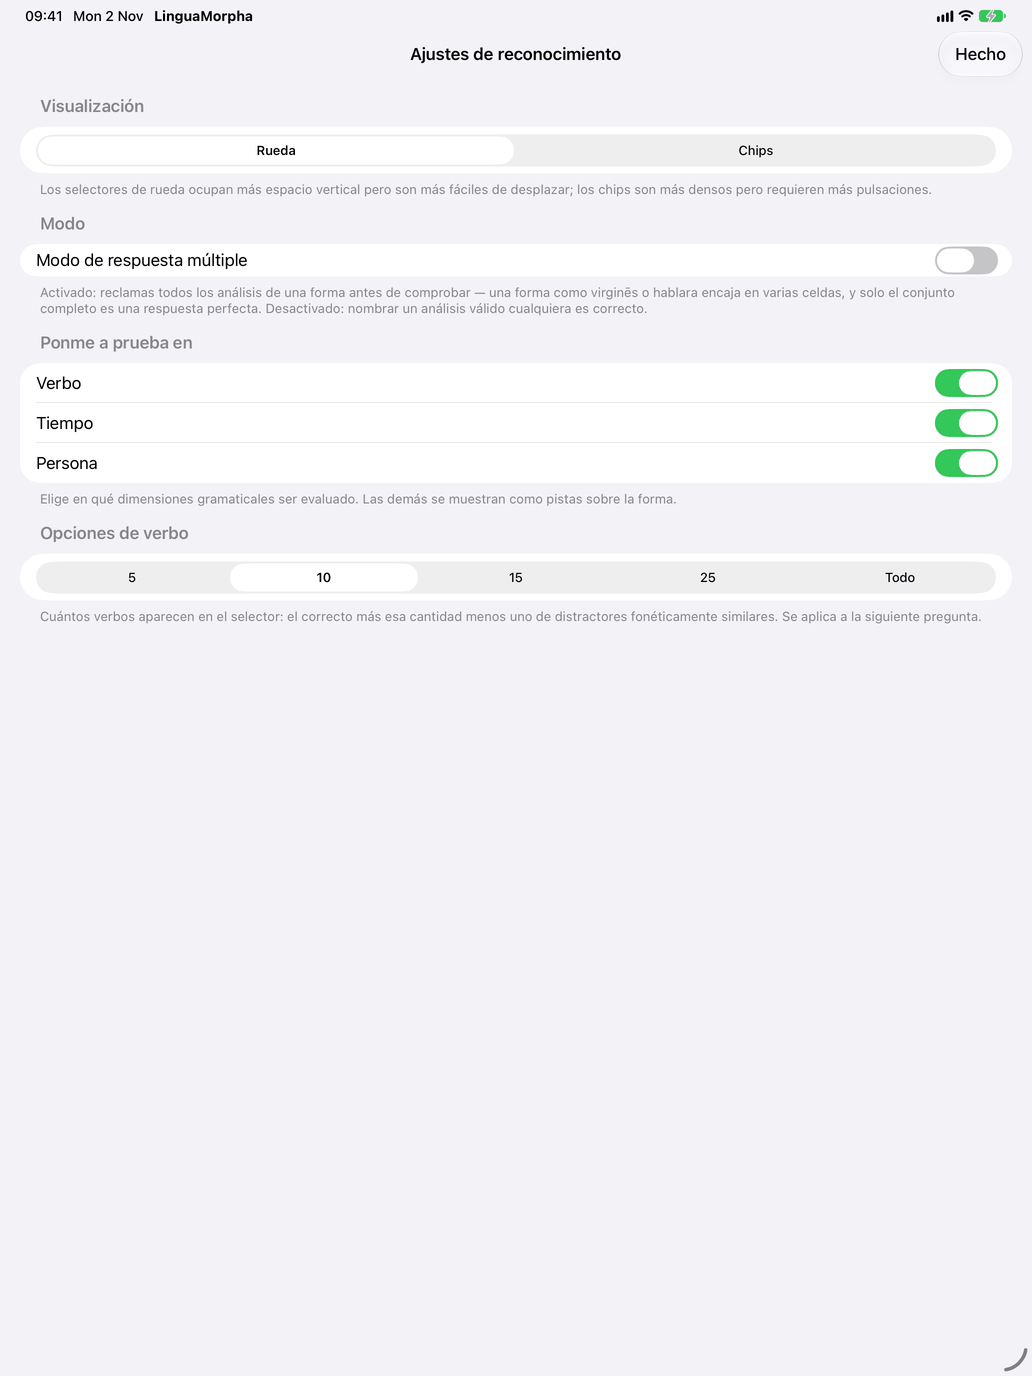 09:41 Mon 2 Nov LinguaMorpha
Ajustes de reconocimiento
Hecho
Visualización
Rueda
Chips
Los selectores de rueda ocupan más espacio vertical pero son más fáciles de desplazar; los chips son más densos pero requieren más pulsaciones.
Modo
Modo de respuesta múltiple
Activado: reclamas todos los análisis de una forma antes de comprobar — una forma como virginēs o hablara encaja en varias celdas, y solo el conjunto
completo es una respuesta perfecta. Desactivado: nombrar un análisis válido cualquiera es correcto.
Ponme a prueba en
Verbo
Tiempo
Persona
Elige en qué dimensiones gramaticales ser evaluado. Las demás se muestran como pistas sobre la forma.
Opciones de verbo
5
10
15
25
Todo
Cuántos verbos aparecen en el selector: el correcto más esa cantidad menos uno de distractores fonéticamente similares. Se aplica a la siguiente pregunta.